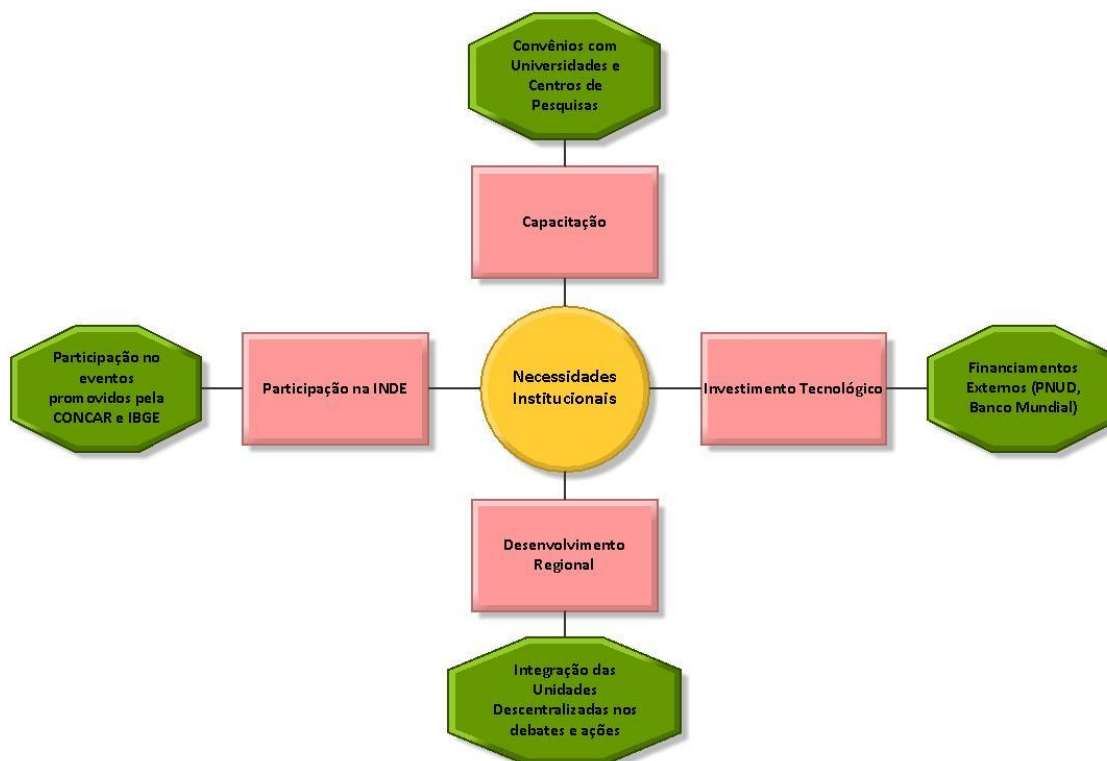 Convênios com
Universidades e
Centros de
Pesquisas
Capacitação
Participação no
eventos
promovidos pela
CONCAR e IBGE
Participação na INDE
Necessidades
Institucionais
Investimento Tecnológico
Financiamentos
Externos (PNUD,
Banco Mundial)
Desenvolvimento
Regional
Integração das
Unidades
Descentralizadas nos
debates e ações